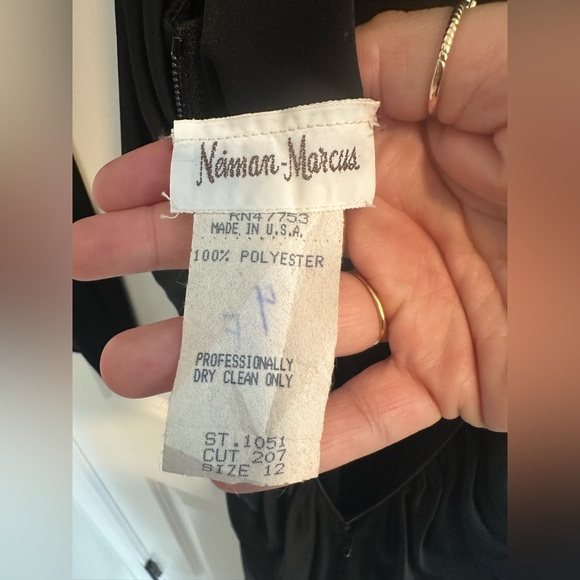 Neiman-Marcus
RN47753
MADE IN U.S.A.
100% POLYESTER
PROFESSIONALLY
DRY CLEAN ONLY
ST.1051
CUT 207
SIZE 12